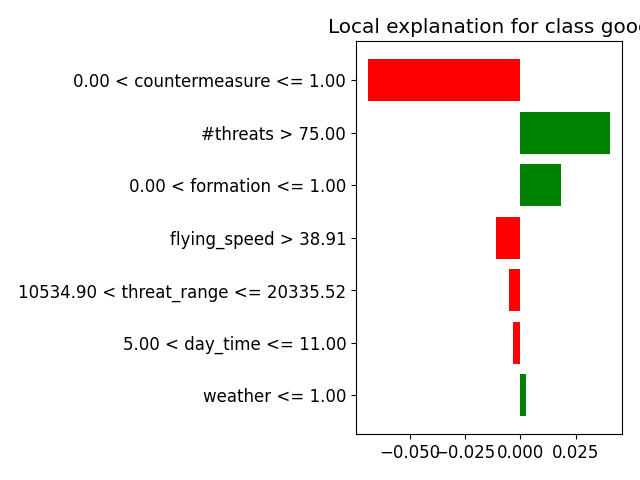 Local explanation for class goo
0.00 < countermeasure <= 1.00
#threats > 75.00
0.00 < formation <= 1.00
flying_speed > 38.91
10534.90 < threat_range <= 20335.52
5.00 < day_time <= 11.00
weather <= 1.00
−0.050 −0.025 0.000 0.025